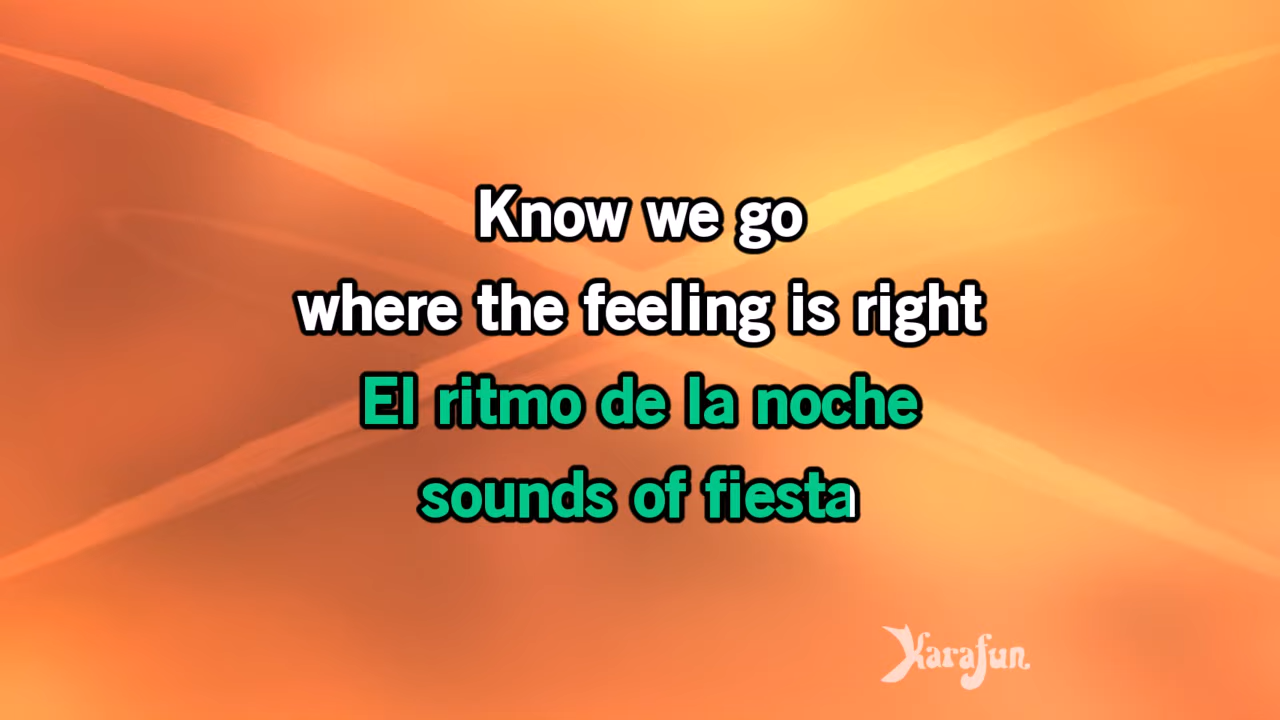 Know we go
where the feeling is right
El ritmo de la noche
sounds of fiesta
Karafun